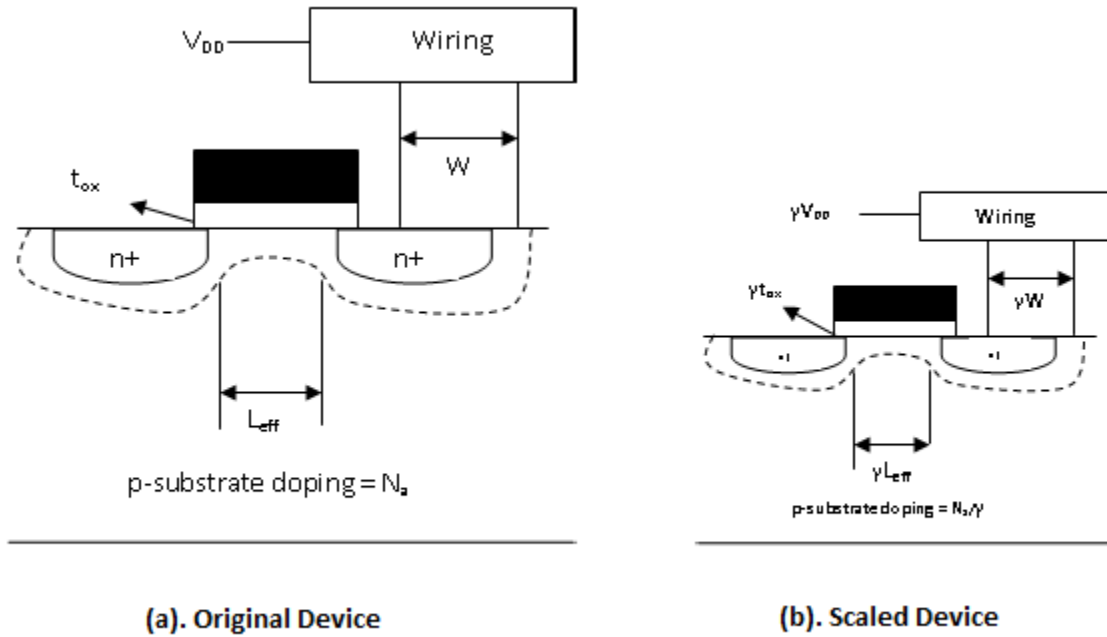 V_DD
Wiring
W
t_ox
n+
n+
L_eff
p-substrate doping = N_a
(a). Original Device
γV_DD
Wiring
γW
γt_ox
γL_eff
p-substrate doping = N_a/γ
(b). Scaled Device